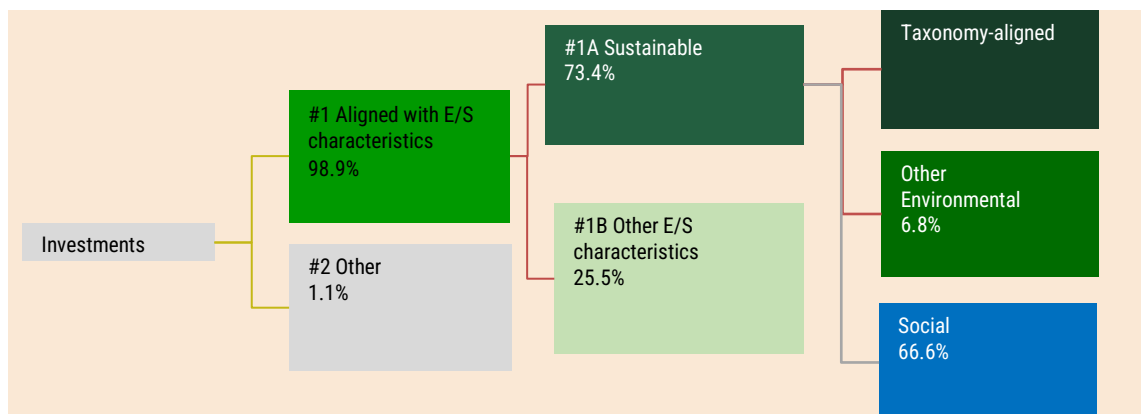 Investments
#1 Aligned with E/S
characteristics
98.9%
#2 Other
1.1%
#1A Sustainable
73.4%
#1B Other E/S
characteristics
25.5%
Taxonomy-aligned
Other
Environmental
6.8%
Social
66.6%